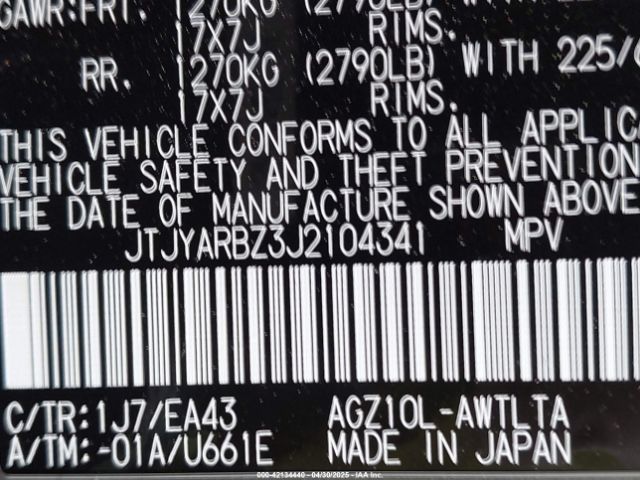 GAWR:FRT. 1270KG (2790LB)
17X7J RIMS.
RR. 1270KG (2790LB) WITH 225/
17X7J RIMS.
THIS VEHICLE CONFORMS TO ALL APPLIC
VEHICLE SAFETY AND THEFT PREVENTION
THE DATE OF MANUFACTURE SHOWN ABOVE
JTJYARBZ3J2104341 MPV
C/TR:1J7/EA43 AGZ10L-AWTLTA
A/TM:-01A/U661E MADE IN JAPAN
000-42134440 - 04/30/2025 - IAA Inc.